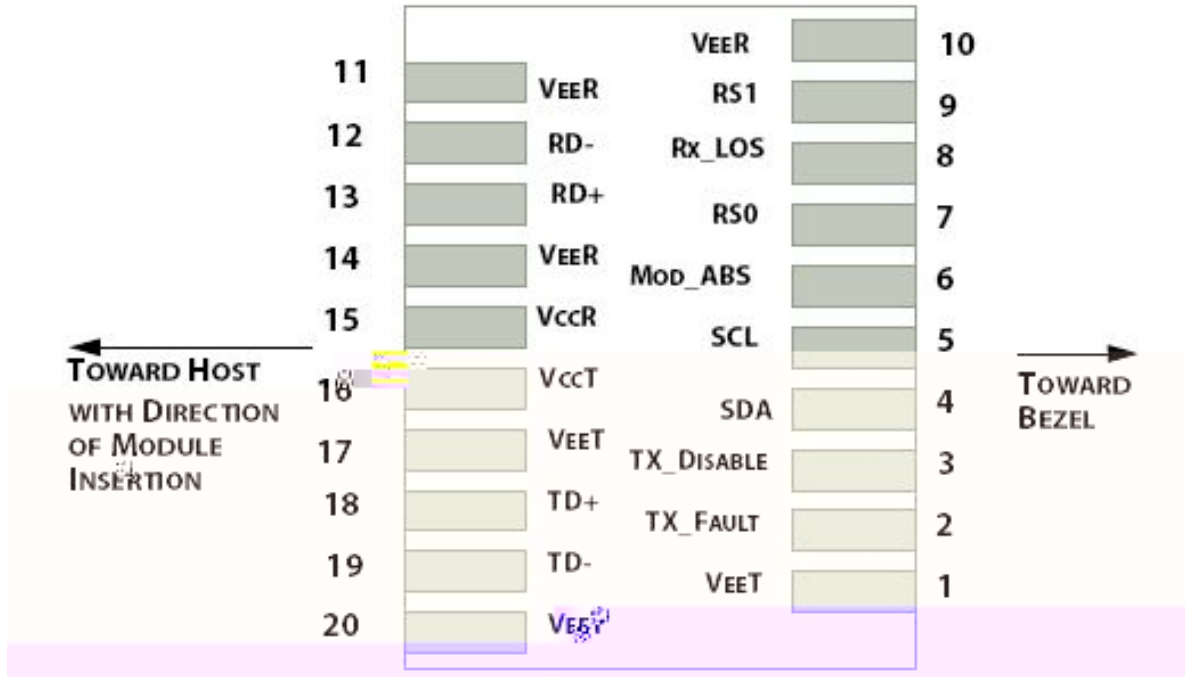 VEER 10
11 VEER
RS1 9
12 RD-
RX_LOS 8
13 RD+
RS0 7
14 VEER
MOD_ABS 6
15 VCCR
SCL 5
TOWARD HOST
WITH DIRECTION
OF MODULE
INSERTION
TOWARD
BEZEL
16 VCCT
SDA 4
17 VEET
TX_DISABLE 3
18 TD+
TX_FAULT 2
19 TD-
VEET 1
20